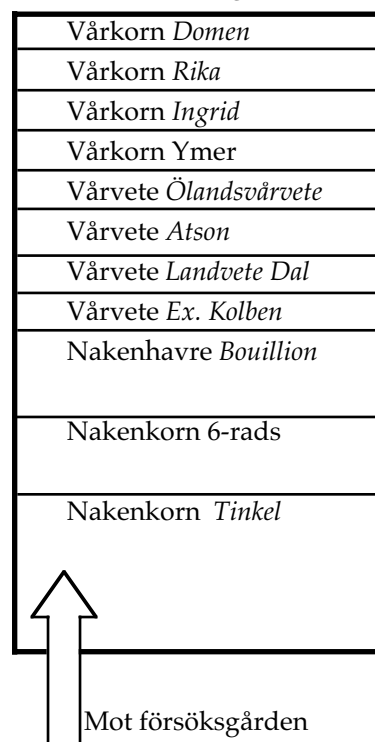 Vårkorn Domen
Vårkorn Rika
Vårkorn Ingrid
Vårkorn Ymer
Vårvete Ölandsvårvete
Vårvete Atson
Vårvete Landvete Dal
Vårvete Ex. Kolben
Nakenhavre Bouillion
Nakenkorn 6-rads
Nakenkorn Tinkel
Mot försöksgården